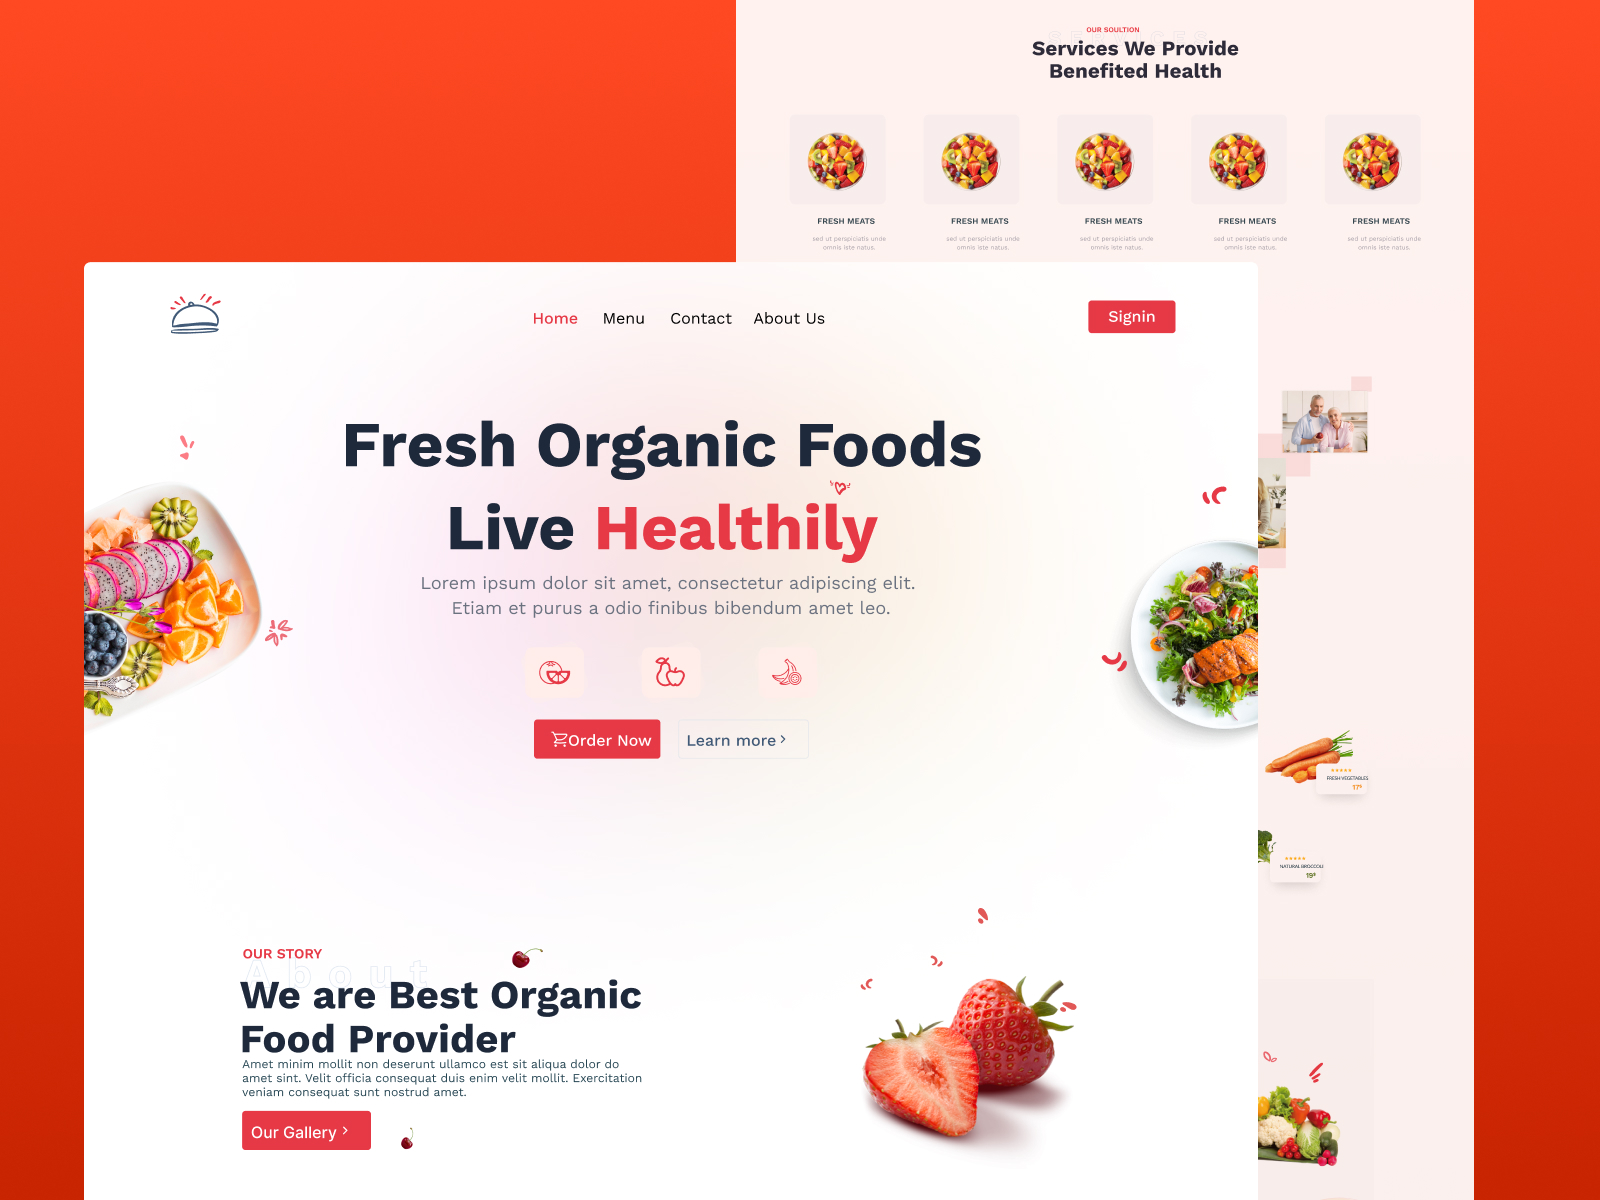 OUR SOULTION
SERVICES
Services We Provide
Benefited Health
FRESH MEATS FRESH MEATS FRESH MEATS FRESH MEATS FRESH MEATS
sed ut perspiciatis unde sed ut perspiciatis unde sed ut perspiciatis unde sed ut perspiciatis unde sed ut perspiciatis unde
omnis iste natus. omnis iste natus. omnis iste natus. omnis iste natus. omnis iste natus.
Home Menu Contact About Us Signin
Fresh Organic Foods
Live Healthily
Lorem ipsum dolor sit amet, consectetur adipiscing elit.
Etiam et purus a odio finibus bibendum amet leo.
Order Now Learn more
FRESH VEGETABLES
17$
NATURAL BROCCOLI
19$
OUR STORY
About
We are Best Organic
Food Provider
Amet minim mollit non deserunt ullamco est sit aliqua dolor do
amet sint. Velit officia consequat duis enim velit mollit. Exercitation
veniam consequat sunt nostrud amet.
Our Gallery